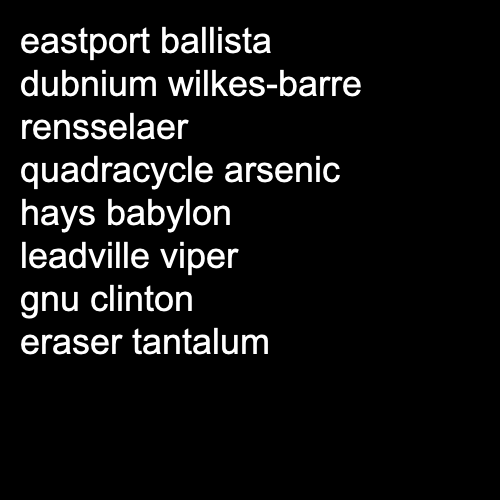 eastport ballista
dubnium wilkes-barre
rensselaer
quadracycle arsenic
hays babylon
leadville viper
gnu clinton
eraser tantalum